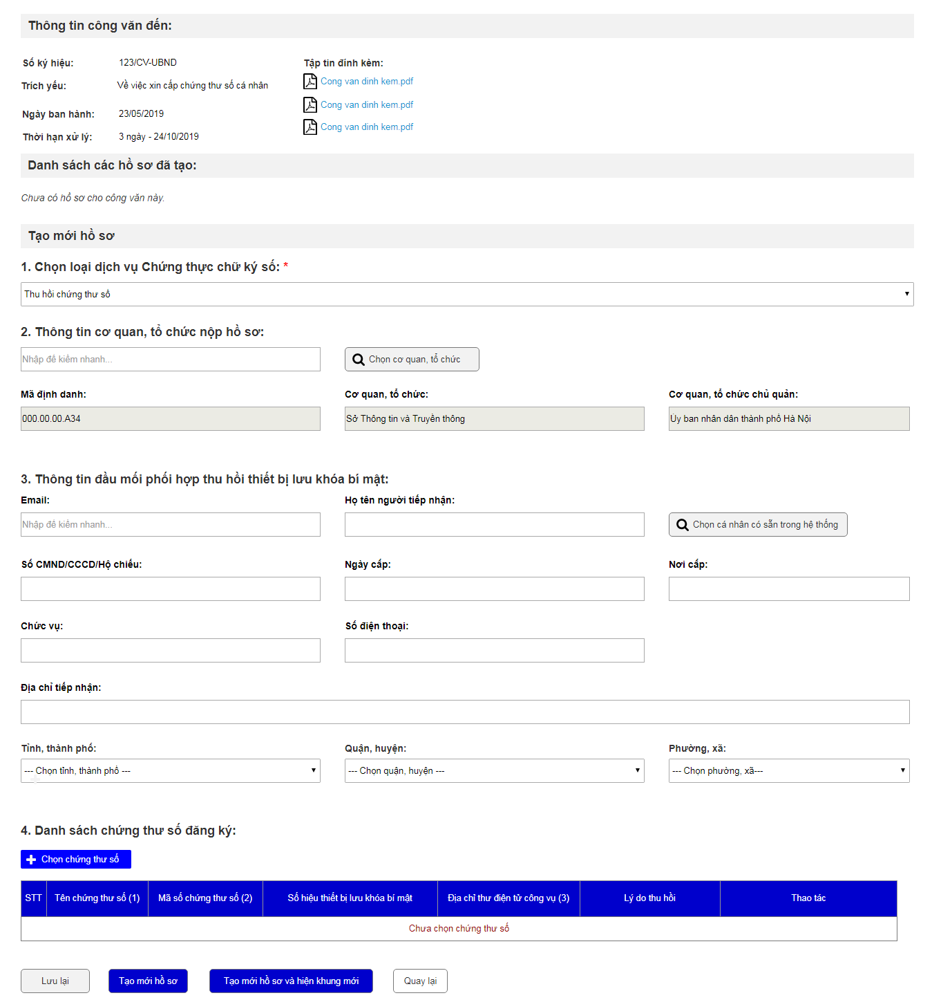 Thông tin công văn đến:
Số ký hiệu: 123/CV-UBND Tập tin đính kèm:
Cong van dinh kem.pdf
Trích yếu: Về việc xin cấp chứng thư số cá nhân
Cong van dinh kem.pdf
Ngày ban hành: 23/05/2019
Cong van dinh kem.pdf
Thời hạn xử lý: 3 ngày - 24/10/2019
Danh sách các hồ sơ đã tạo:
Chưa có hồ sơ cho công văn này.
Tạo mới hồ sơ
1. Chọn loại dịch vụ Chứng thực chữ ký số: *
Thu hồi chứng thư số
2. Thông tin cơ quan, tổ chức nộp hồ sơ:
Nhập để kiếm nhanh... Chọn cơ quan, tổ chức
Mã định danh: Cơ quan, tổ chức: Cơ quan, tổ chức chủ quản:
000.00.00.A34 Sở Thông tin và Truyền thông Ủy ban nhân dân thành phố Hà Nội
3. Thông tin đầu mối phối hợp thu hồi thiết bị lưu khóa bí mật:
Email: Họ tên người tiếp nhận:
Nhập để kiếm nhanh... Chọn cá nhân có sẵn trong hệ thống
Số CMND/CCCD/Hộ chiếu: Ngày cấp: Nơi cấp:
Chức vụ: Số điện thoại:
Địa chỉ tiếp nhận:
Tỉnh, thành phố: Quận, huyện: Phường, xã:
--- Chọn tỉnh, thành phố --- --- Chọn quận, huyện --- --- Chọn phường, xã---
4. Danh sách chứng thư số đăng ký:
Chọn chứng thư số
STT Tên chứng thư số (1) Mã số chứng thư số (2) Số hiệu thiết bị lưu khóa bí mật Địa chỉ thư điện tử công vụ (3) Lý do thu hồi Thao tác
Chưa chọn chứng thư số
Lưu lại Tạo mới hồ sơ Tạo mới hồ sơ và hiện khung mới Quay lại